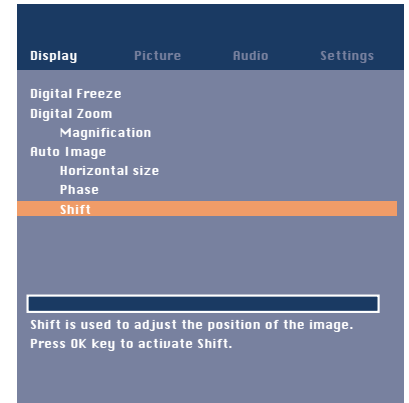 Display Picture Audio Settings
Digital Freeze
Digital Zoom
Magnification
Auto Image
Horizontal size
Phase
Shift
Shift is used to adjust the position of the image.
Press OK key to activate Shift.